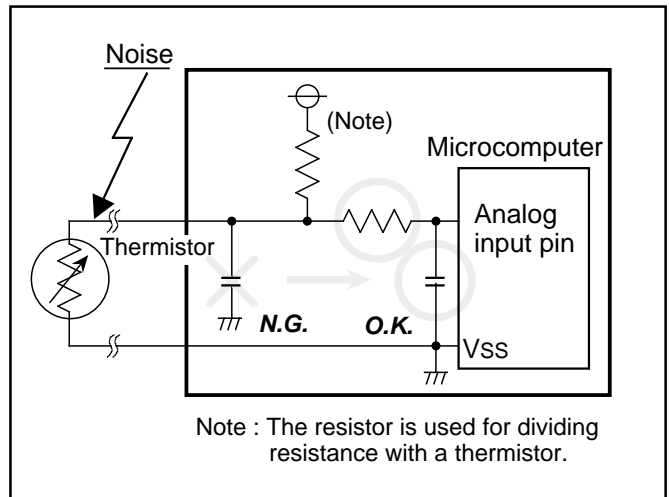 Noise
(Note)
Microcomputer
Thermistor
Analog
input pin
N.G.
O.K.
VSS
Note : The resistor is used for dividing
resistance with a thermistor.